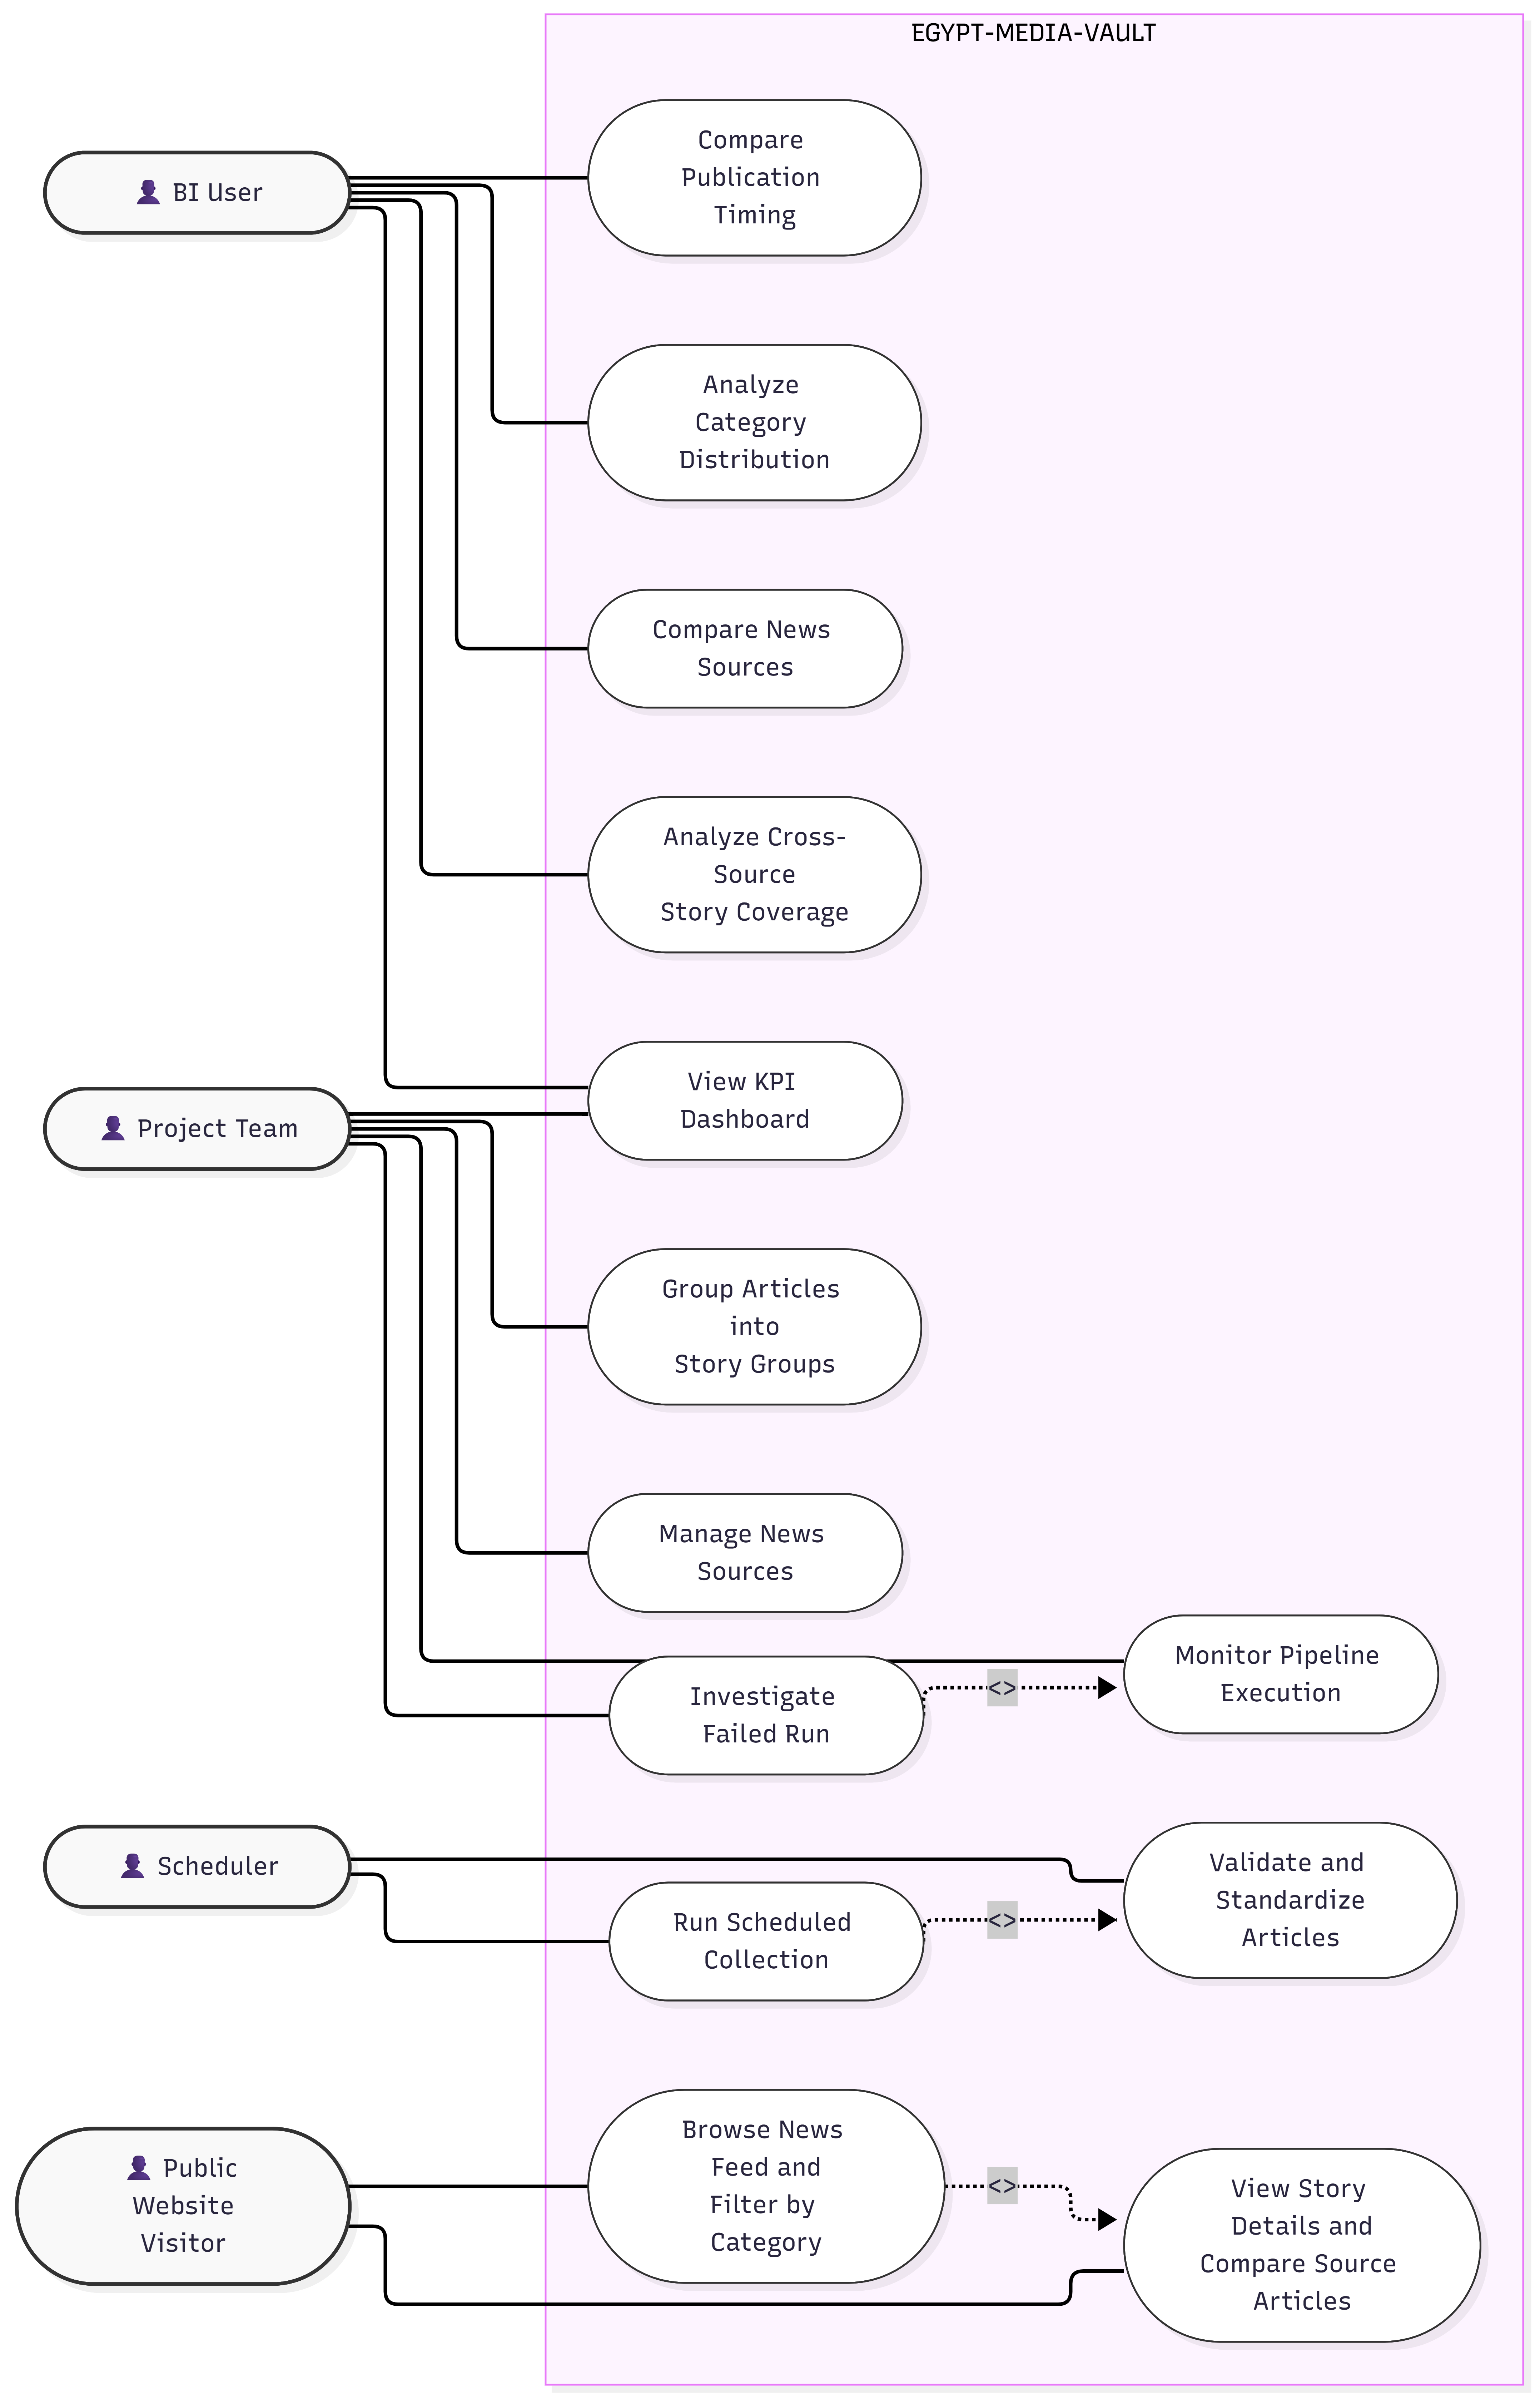 EGYPT-MEDIA-VAULT
BI User
Compare
Publication
Timing
Analyze
Category
Distribution
Compare News
Sources
Analyze Cross-
Source
Story Coverage
View KPI
Dashboard
Project Team
Group Articles
into
Story Groups
Manage News
Sources
Investigate
Failed Run
<>
Monitor Pipeline
Execution
Scheduler
Run Scheduled
Collection
<>
Validate and
Standardize
Articles
Public
Website
Visitor
Browse News
Feed and
Filter by
Category
<>
View Story
Details and
Compare Source
Articles